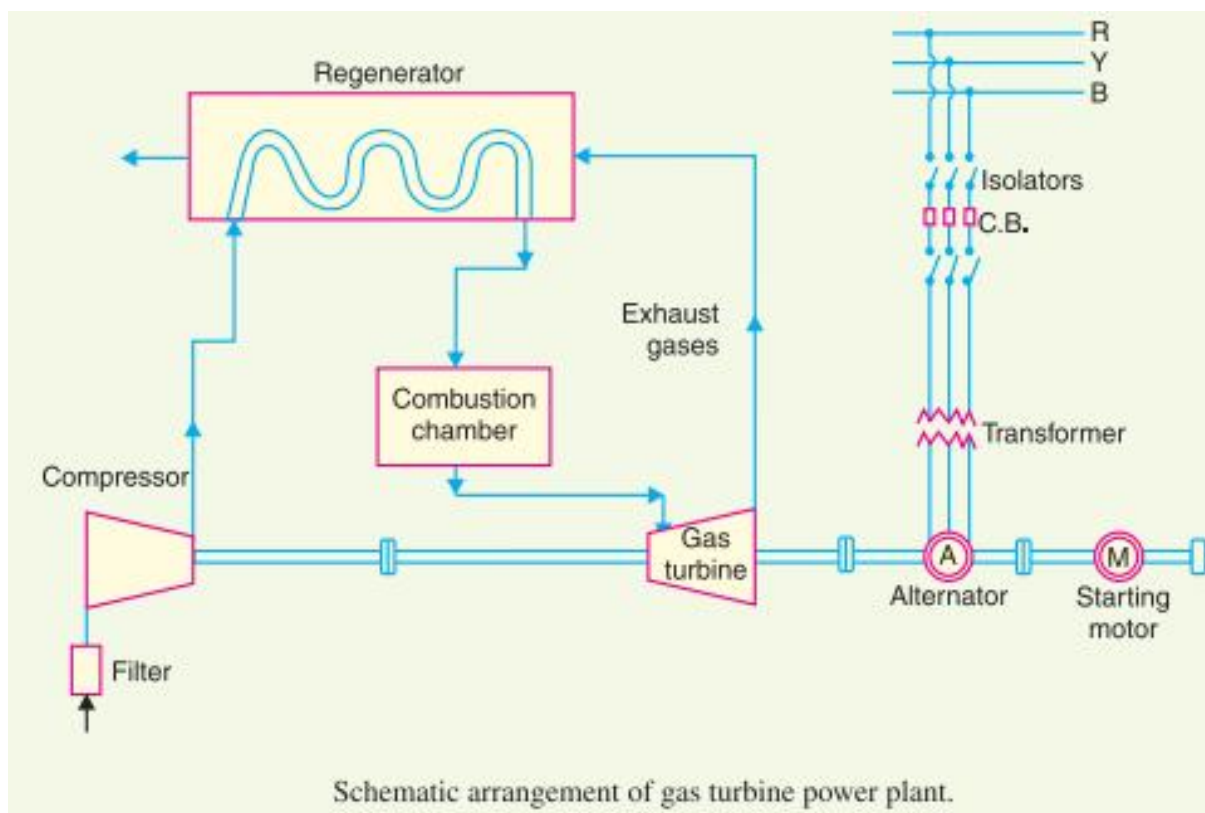 R
Y
B
Regenerator
Isolators
C.B.
Exhaust
gases
Combustion
chamber
Transformer
Compressor
Gas
turbine
A
M
Alternator
Starting
motor
Filter
Schematic arrangement of gas turbine power plant.